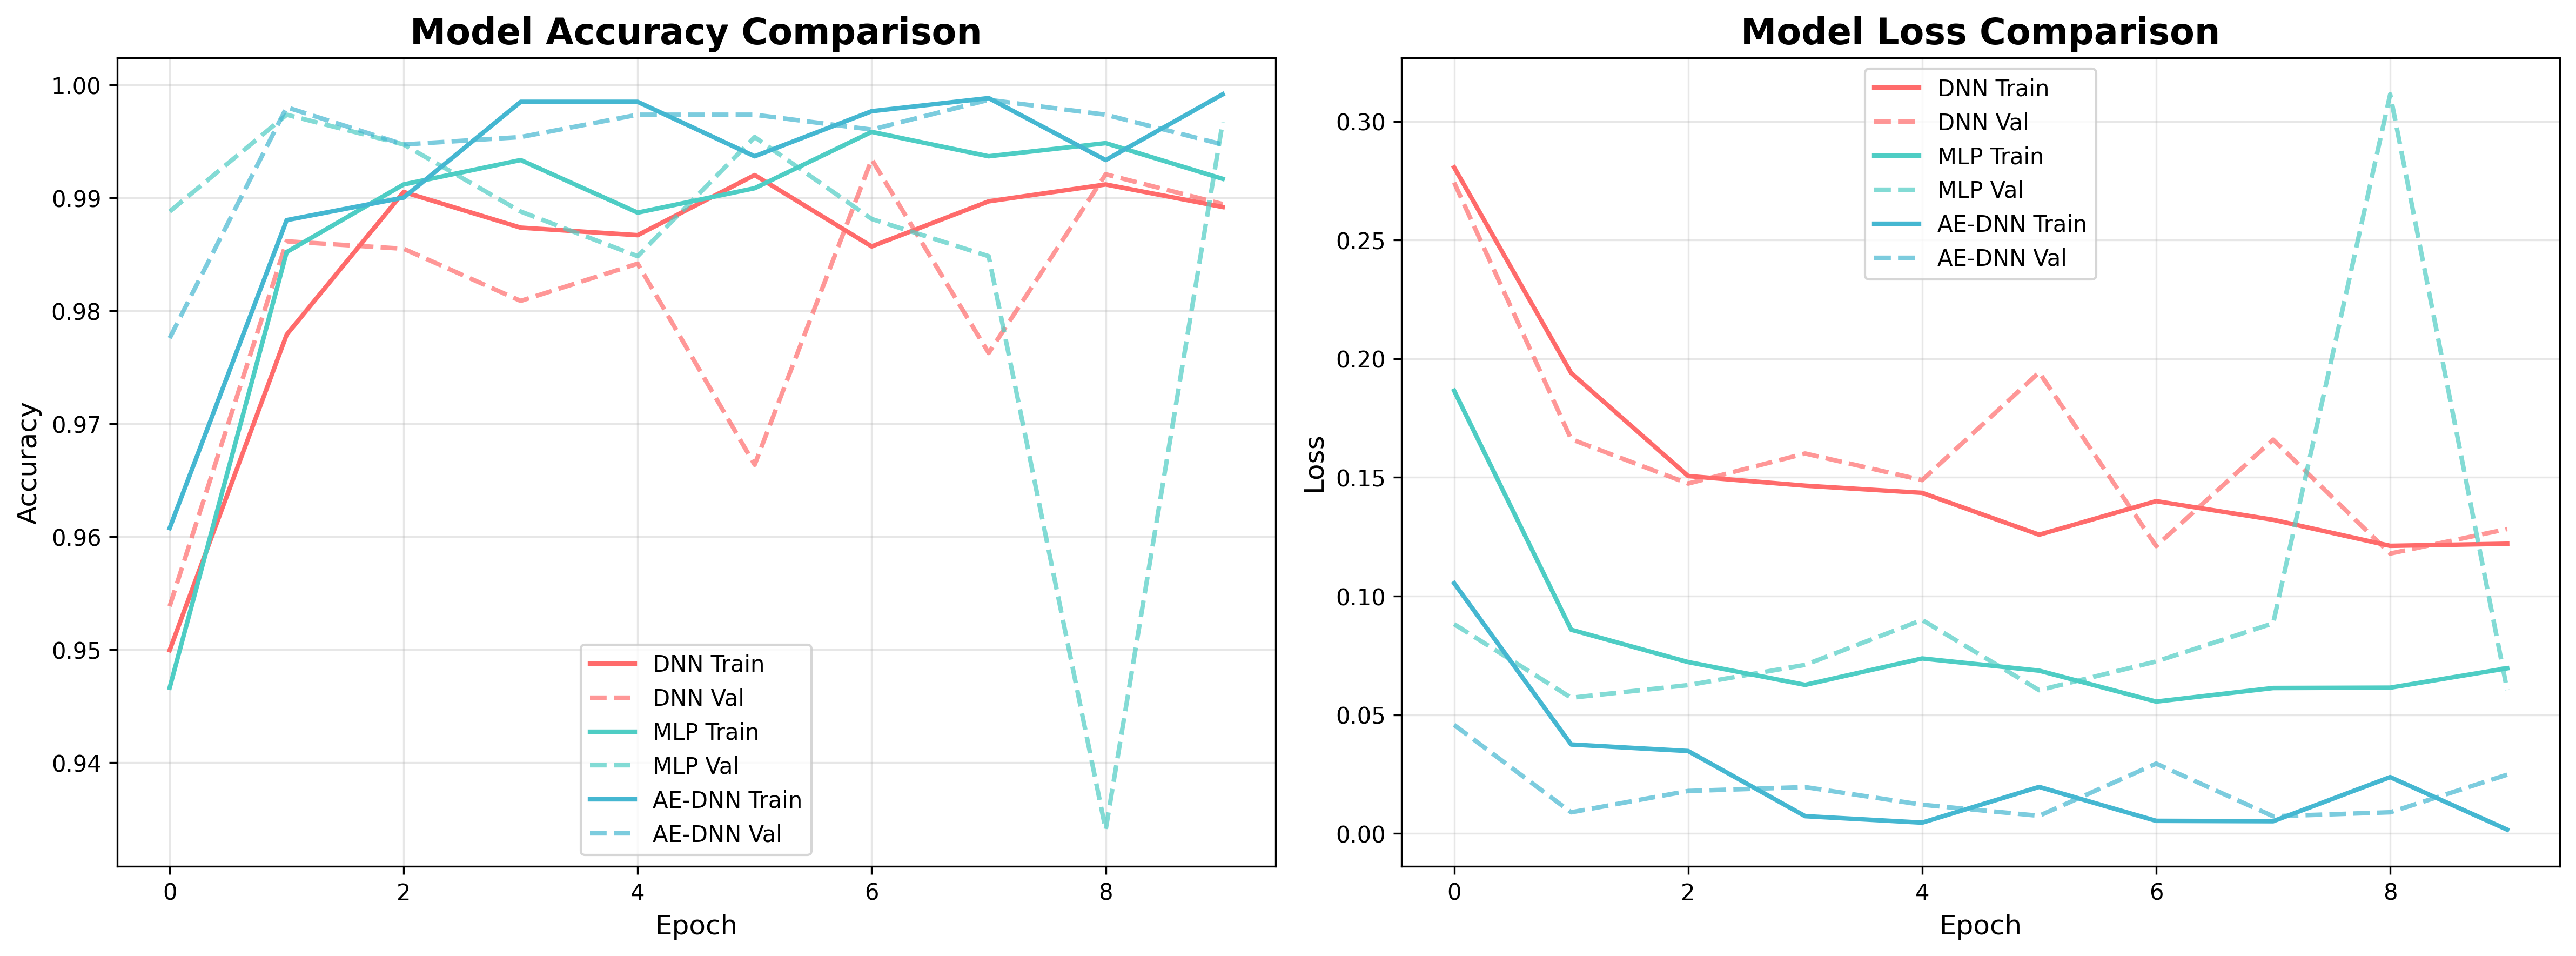 Model Accuracy Comparison
1.00
0.99
0.98
0.97
0.96
0.95
0.94
Accuracy
DNN Train
DNN Val
MLP Train
MLP Val
AE-DNN Train
AE-DNN Val
0 2 4 6 8
Epoch
Model Loss Comparison
0.30
0.25
0.20
0.15
0.10
0.05
0.00
Loss
DNN Train
DNN Val
MLP Train
MLP Val
AE-DNN Train
AE-DNN Val
0 2 4 6 8
Epoch